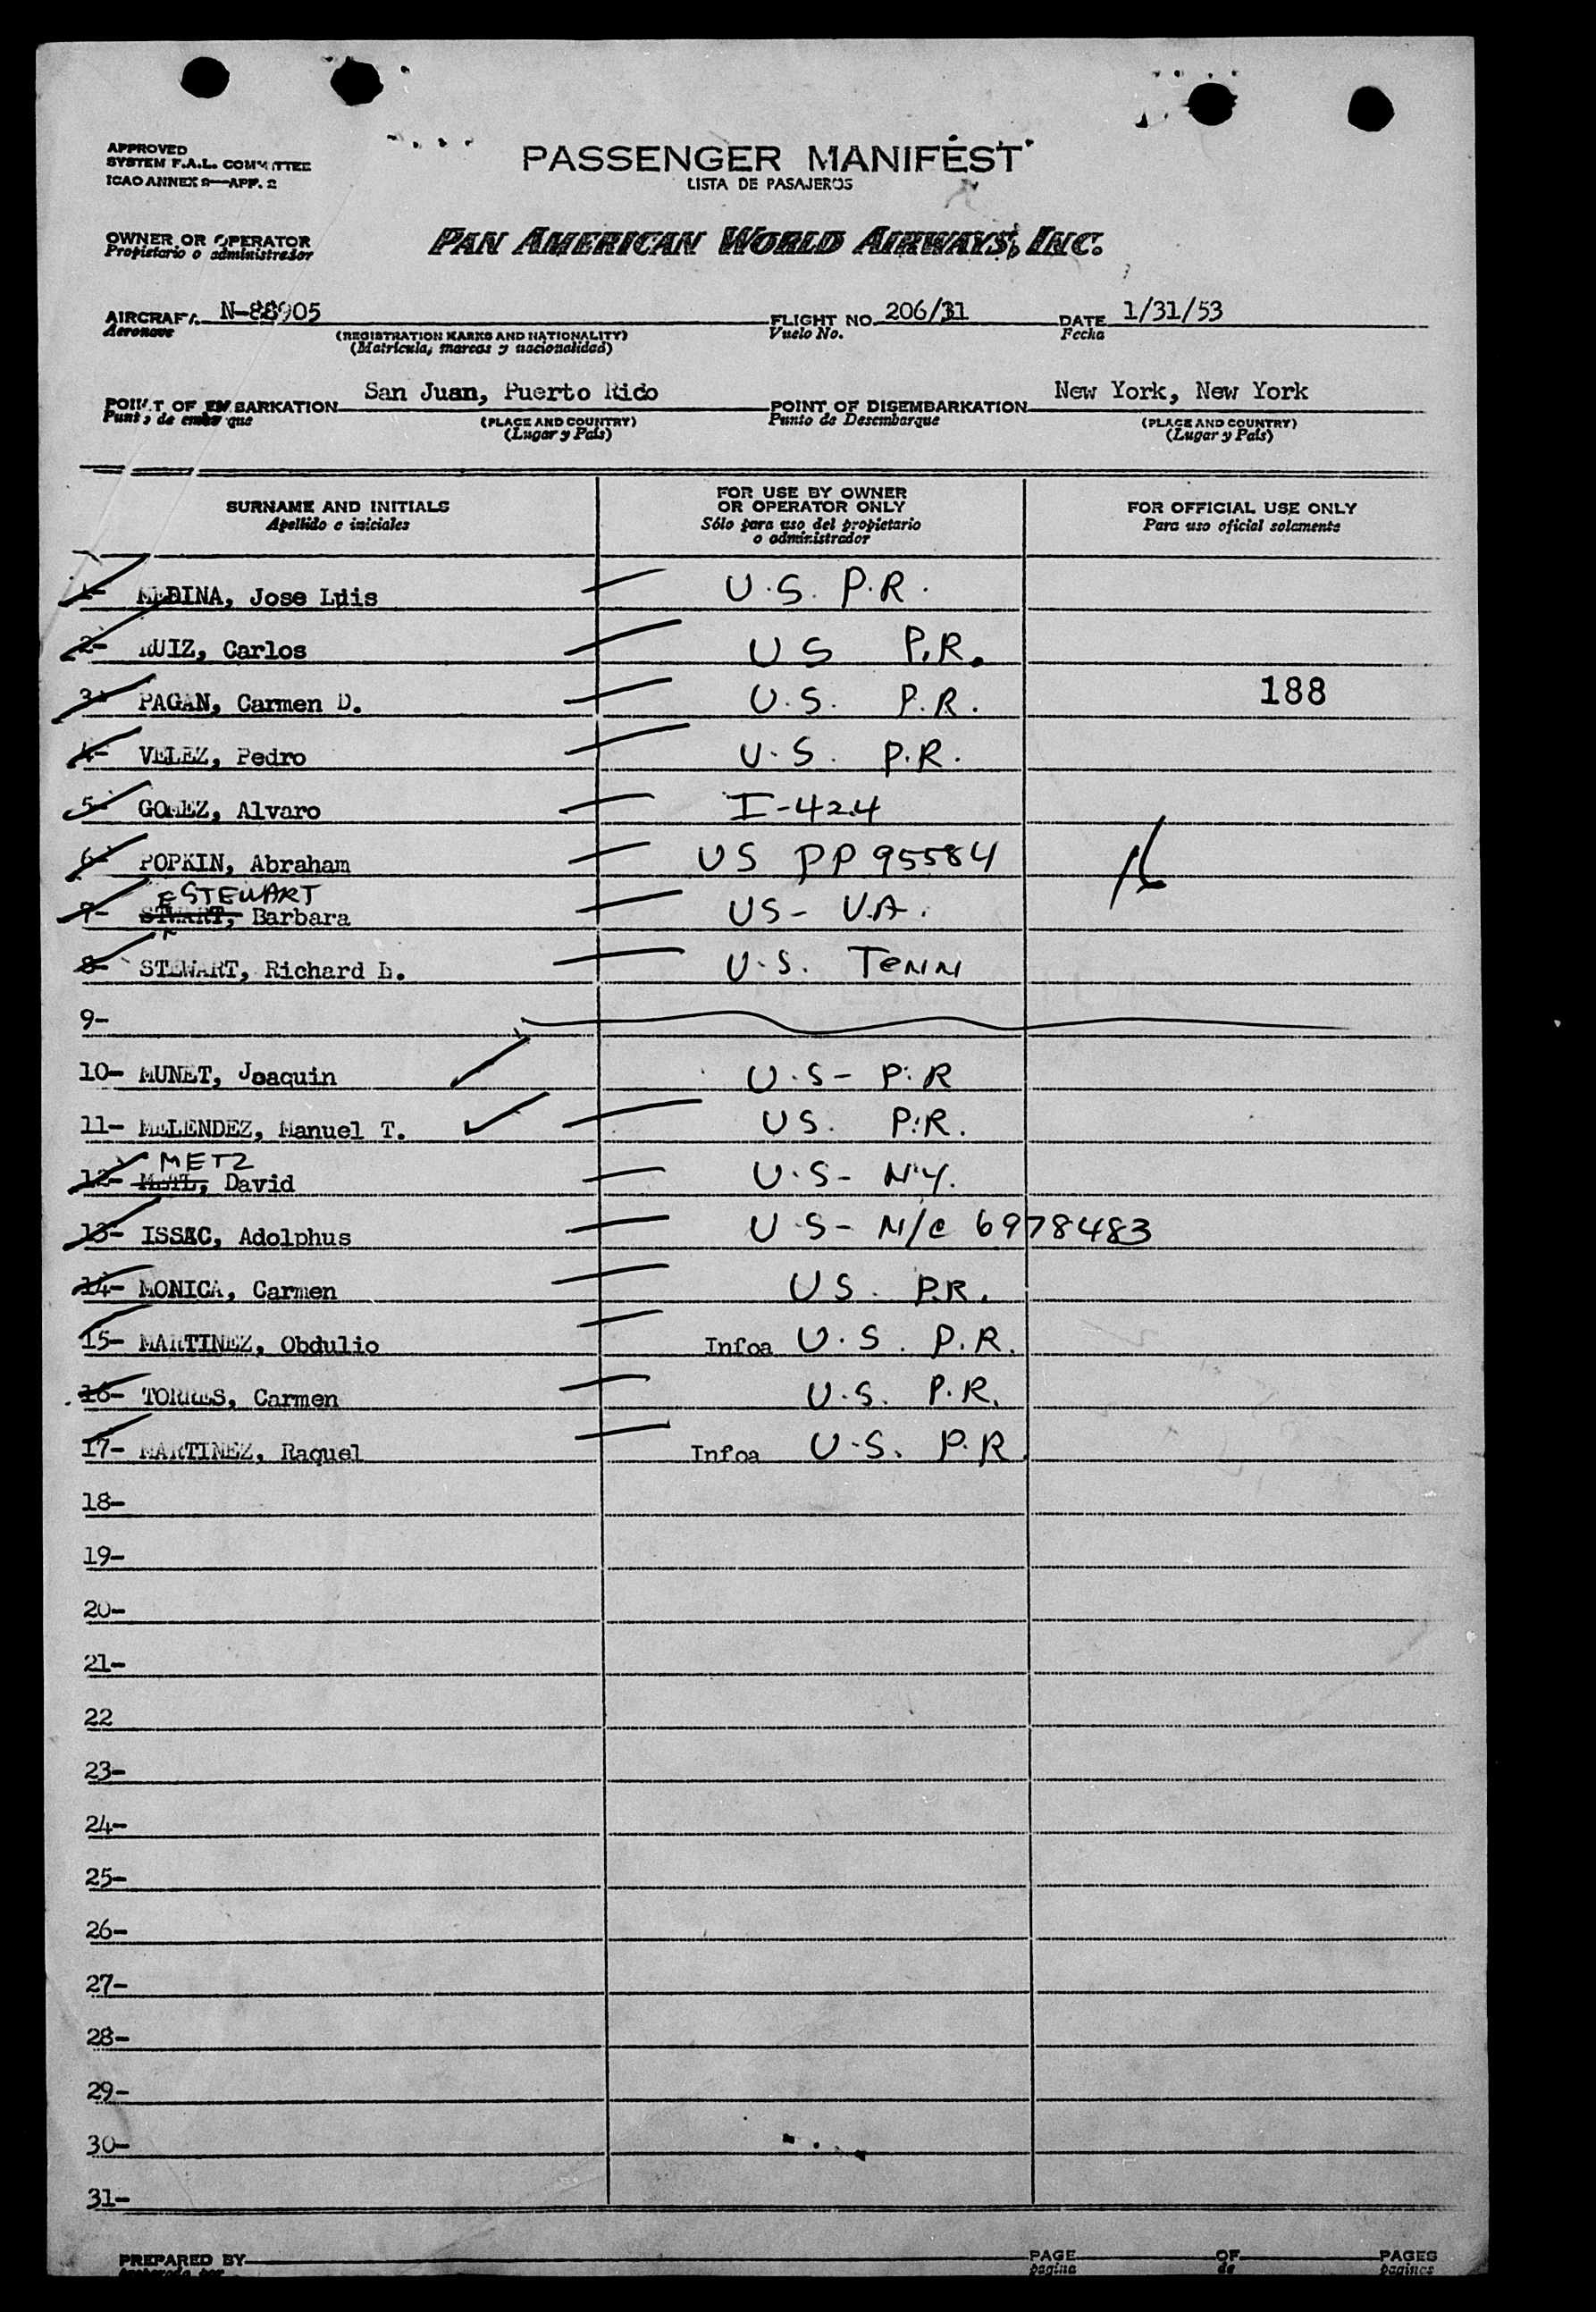 APPROVED
SYSTEM F.A.L. COMMITTEE
ICAO ANNEX 9—APP. 2
PASSENGER MANIFEST
LISTA DE PASAJEROS
OWNER OR OPERATOR
Propietario o administrador
PAN AMERICAN WORLD AIRWAYS, INC.
AIRCRAFT N-88905 FLIGHT NO. 206/31 DATE 1/31/53
Aeronave (REGISTRATION MARKS AND NATIONALITY) Vuelo No. Fecha
(Matrícula, marcas y nacionalidad)
POINT OF EMBARKATION San Juan, Puerto Rico POINT OF DISEMBARKATION New York, New York
Punto de embarque (PLACE AND COUNTRY) Punto de Desembarque (PLACE AND COUNTRY)
(Lugar y País) (Lugar y País)
SURNAME AND INITIALS
Apellido e iniciales
FOR USE BY OWNER
OR OPERATOR ONLY
Sólo para uso del propietario
o administrador
FOR OFFICIAL USE ONLY
Para uso oficial solamente
1- MEDINA, Jose Luis U.S. P.R.
2- RUIZ, Carlos US P.R.
3- PAGAN, Carmen D. U.S. P.R. 188
4- VELEZ, Pedro U.S. P.R.
5- GOMEZ, Alvaro I-424
6- POPKIN, Abraham US PP 95584
STEWART
7- STWART, Barbara US- VA.
8- STEWART, Richard L. U.S. TENN
9-
10- MUNET, Joaquin U.S- P.R
11- MELENDEZ, Manuel T. US. P.R.
METZ
12- David U.S- N.Y.
13- ISSAC, Adolphus U.S- N/C 6978483
14- MONICA, Carmen US. P.R.
15- MARTINEZ, Obdulio Infoa U.S. P.R.
16- TORRES, Carmen U.S. P.R.
17- MARTINEZ, Raquel Infoa U.S. P.R.
18-
19-
20-
21-
22
23-
24-
25-
26-
27-
28-
29-
30-
31-
PREPARED BY PAGE OF PAGES
página de páginas